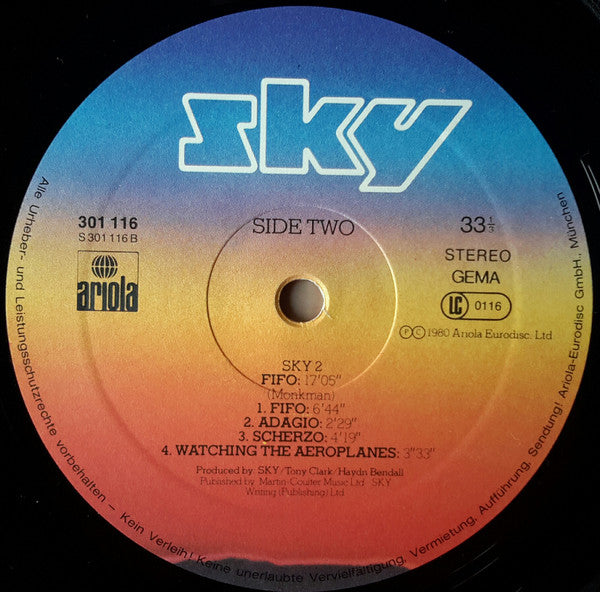 sky
301 116
S 301 116 B
ariola
SIDE TWO
33 1/3
STEREO
GEMA
LC 0116
Ⓟ Ⓒ 1980 Ariola Eurodisc. Ltd
SKY 2
FIFO: 17'05"
(Monkman)
1. FIFO: 6'44"
2. ADAGIO: 2'29"
3. SCHERZO: 4'19"
4. WATCHING THE AEROPLANES: 3"33"
Produced by SKY/Tony Clark/Haydn Bendall
Published by Martin-Coulter Music Ltd SKY
Writing (Publishing) Ltd
Alle Urheber- und Leistungsschutzrechte vorbehalten – Kein Verleih! Keine unerlaubte Vervielfältigung, Vermietung, Aufführung, Sendung! Ariola-Eurodisc GmbH., München